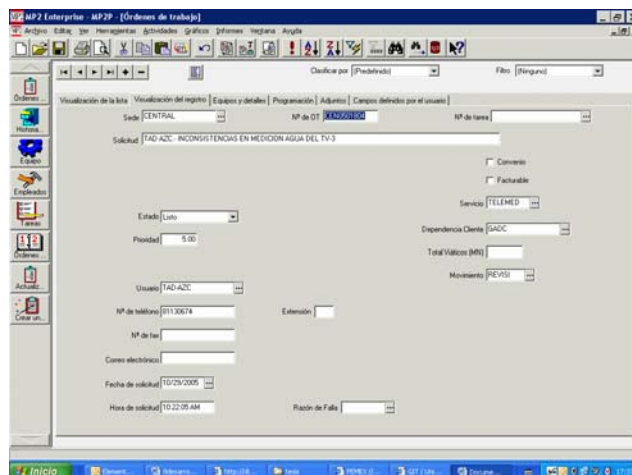 MP2 Enterprise - MP2P - [Órdenes de trabajo]
Archivo Editar Ver Herramientas Actividades Gráficos Informes Ventana Ayuda
Clasificar por (Predefinido) Filtro (Ninguno)
Visualización de la lista Visualización del registro Equipos y detalles Programación Adjuntos Campos definidos por el usuario
Sede CENTRAL Nº de OT CEN0501804 Nº de tarea
Solicitud TAD-AZC - INCONSISTENCIAS EN MEDICION AGUA DEL TV-3
Convenio
Facturable
Servicio TELEMED
Estado Listo
Dependencia Cliente GADC
Prioridad 5.00
Total Viáticos (MN)
Movimiento REVISI
Usuario TAD-AZC
Nº de teléfono 81130674 Extensión
Nº de fax
Correo electrónico
Fecha de solicitud 10/29/2005
Hora de solicitud 10:22:05 AM Razón de Falla
Órdenes ...
Historia...
Equipo
Empleados
Tareas
Órdenes ...
Actualiz...
Crear un...
Inicio